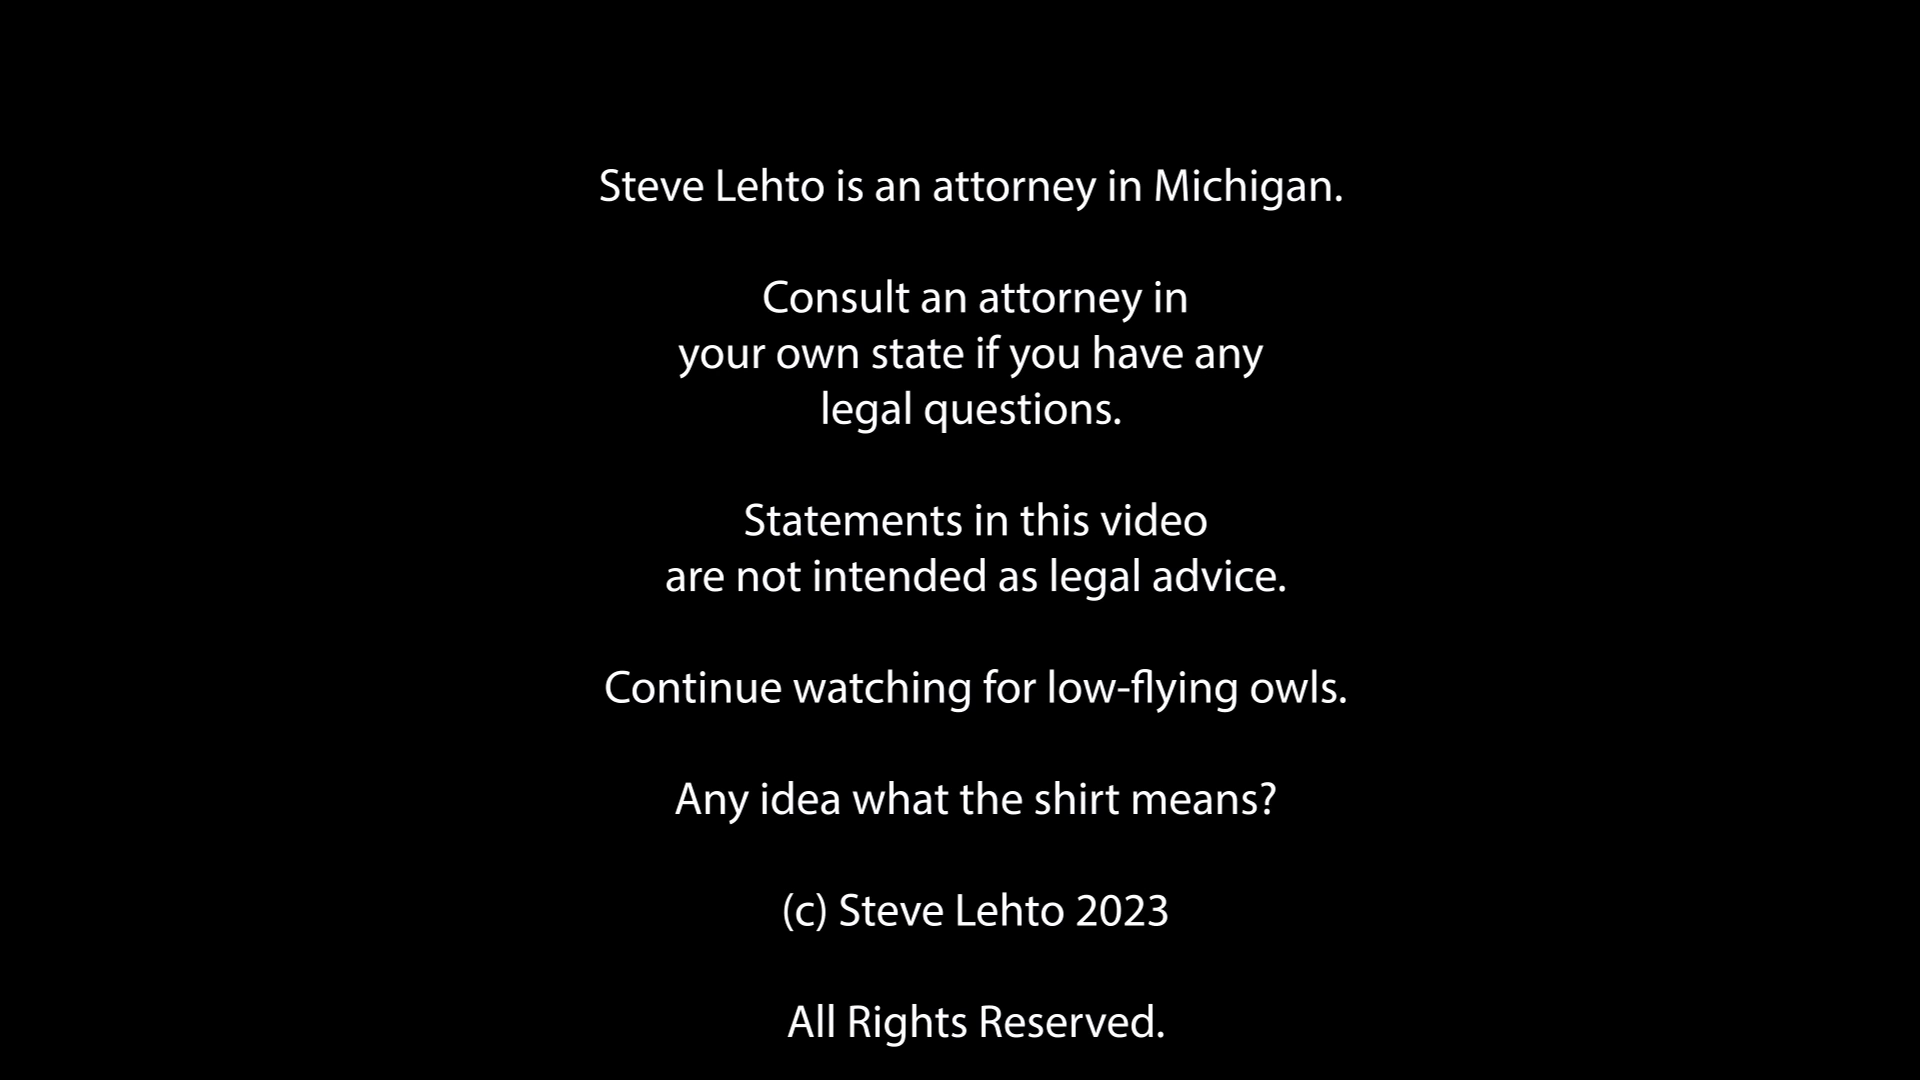 Steve Lehto is an attorney in Michigan.
Consult an attorney in
your own state if you have any
legal questions.
Statements in this video
are not intended as legal advice.
Continue watching for low-flying owls.
Any idea what the shirt means?
(c) Steve Lehto 2023
All Rights Reserved.